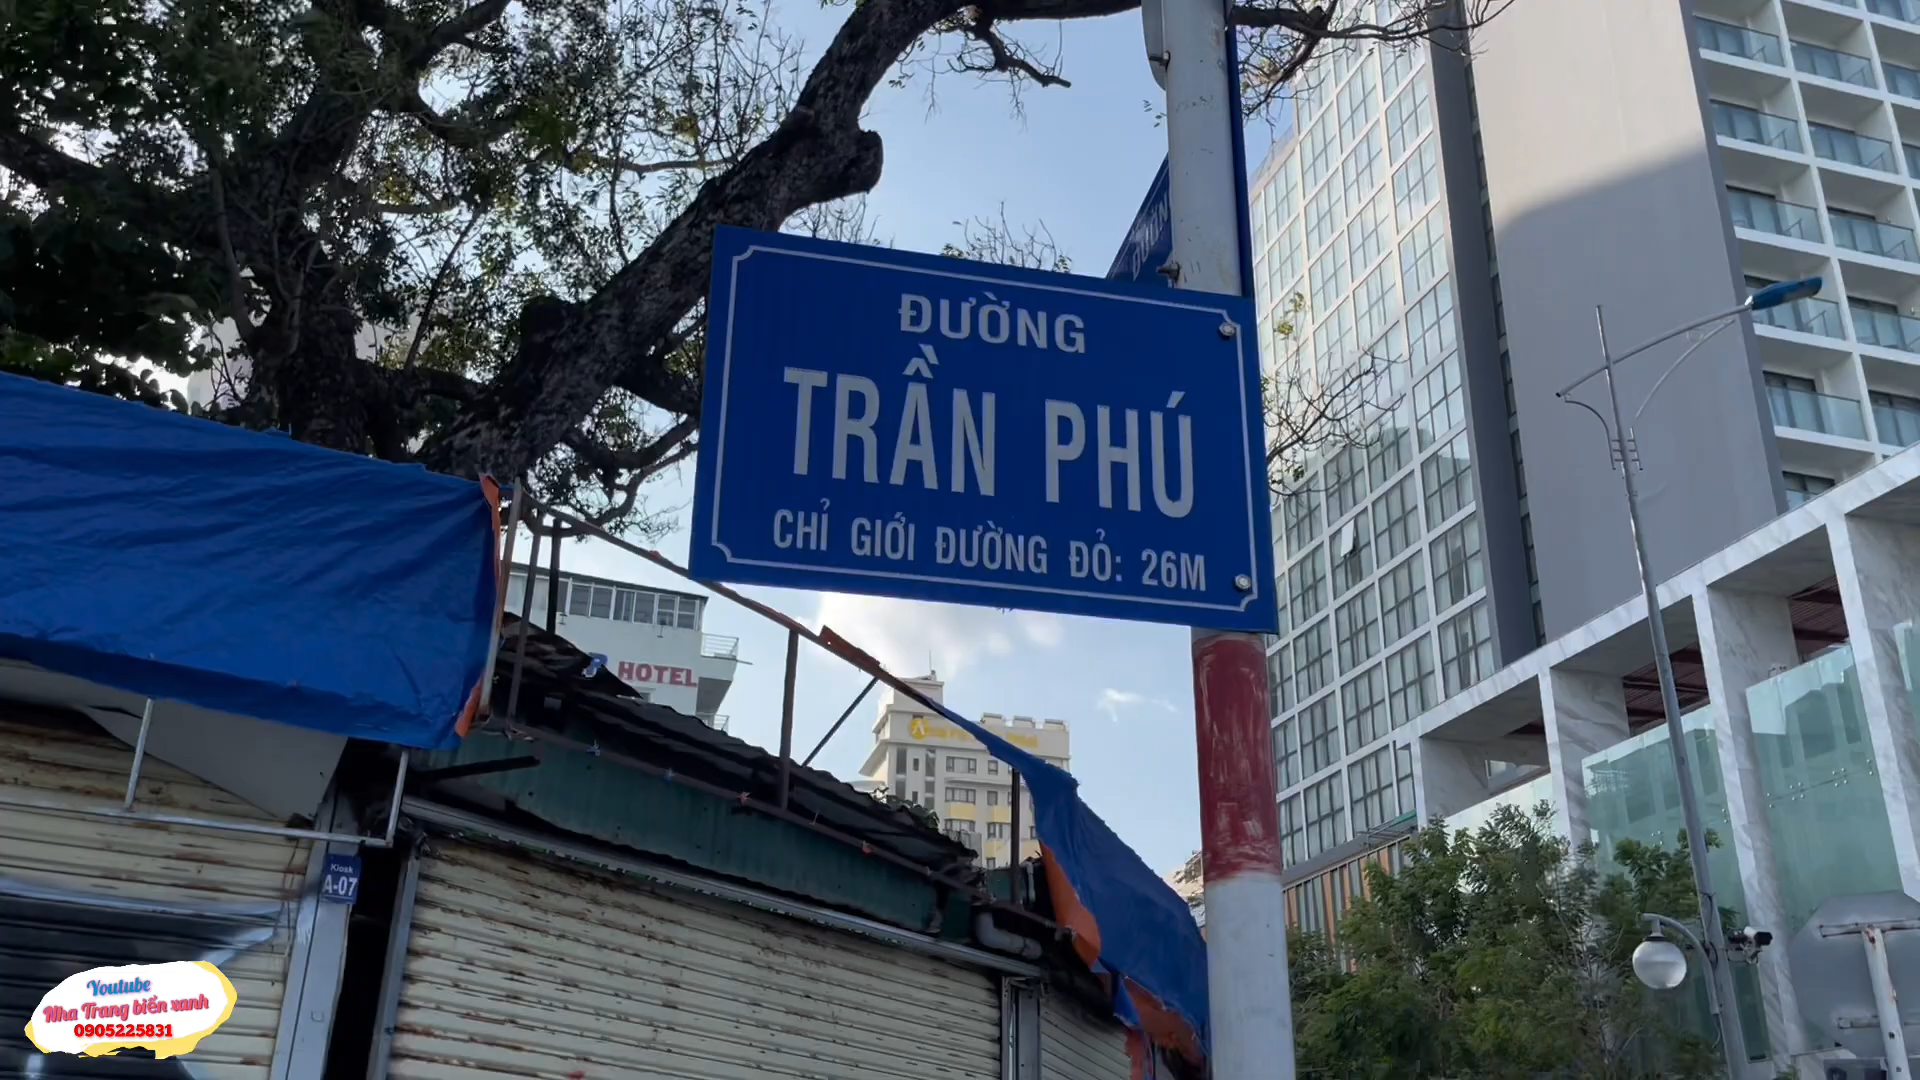 ĐƯỜNG
TRẦN PHÚ
CHỈ GIỚI ĐƯỜNG ĐỎ: 26M
HOTEL
Kiosk
A-07
Youtube
Nha Trang biển xanh
0905225831